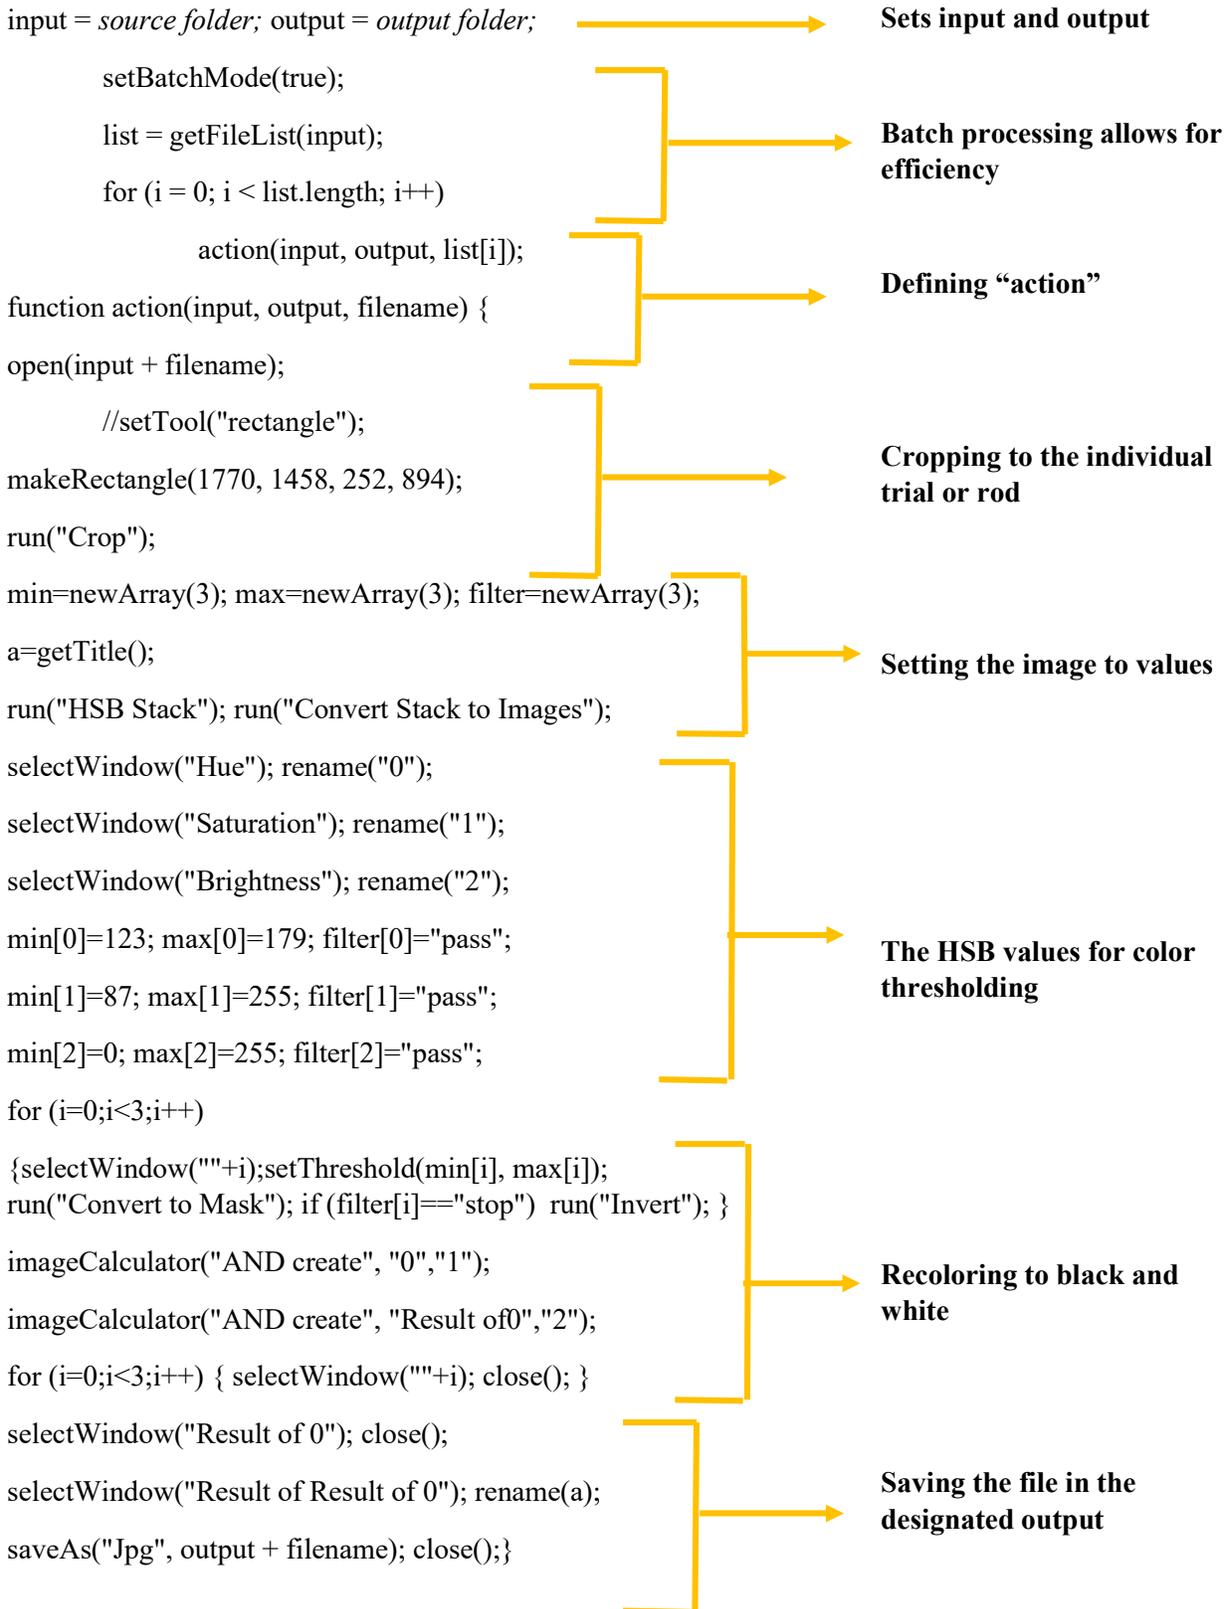 input = source folder; output = output folder;
Sets input and output
setBatchMode(true);
list = getFileList(input);
for (i = 0; i < list.length; i++)
Batch processing allows for
efficiency
action(input, output, list[i]);
function action(input, output, filename) {
open(input + filename);
Defining “action”
//setTool("rectangle");
makeRectangle(1770, 1458, 252, 894);
run("Crop");
Cropping to the individual
trial or rod
min=newArray(3); max=newArray(3); filter=newArray(3);
a=getTitle();
run("HSB Stack"); run("Convert Stack to Images");
Setting the image to values
selectWindow("Hue"); rename("0");
selectWindow("Saturation"); rename("1");
selectWindow("Brightness"); rename("2");
min[0]=123; max[0]=179; filter[0]="pass";
min[1]=87; max[1]=255; filter[1]="pass";
min[2]=0; max[2]=255; filter[2]="pass";
The HSB values for color
thresholding
for (i=0;i<3;i++)
{selectWindow(""+i);setThreshold(min[i], max[i]);
run("Convert to Mask"); if (filter[i]=="stop")  run("Invert"); }
imageCalculator("AND create", "0","1");
imageCalculator("AND create", "Result of0","2");
for (i=0;i<3;i++) { selectWindow(""+i); close(); }
Recoloring to black and
white
selectWindow("Result of 0"); close();
selectWindow("Result of Result of 0"); rename(a);
saveAs("Jpg", output + filename); close();}
Saving the file in the
designated output